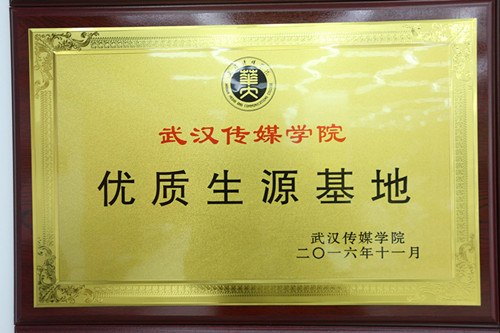 武汉传媒学院
优质生源基地
武汉传媒学院
二〇一六年十一月